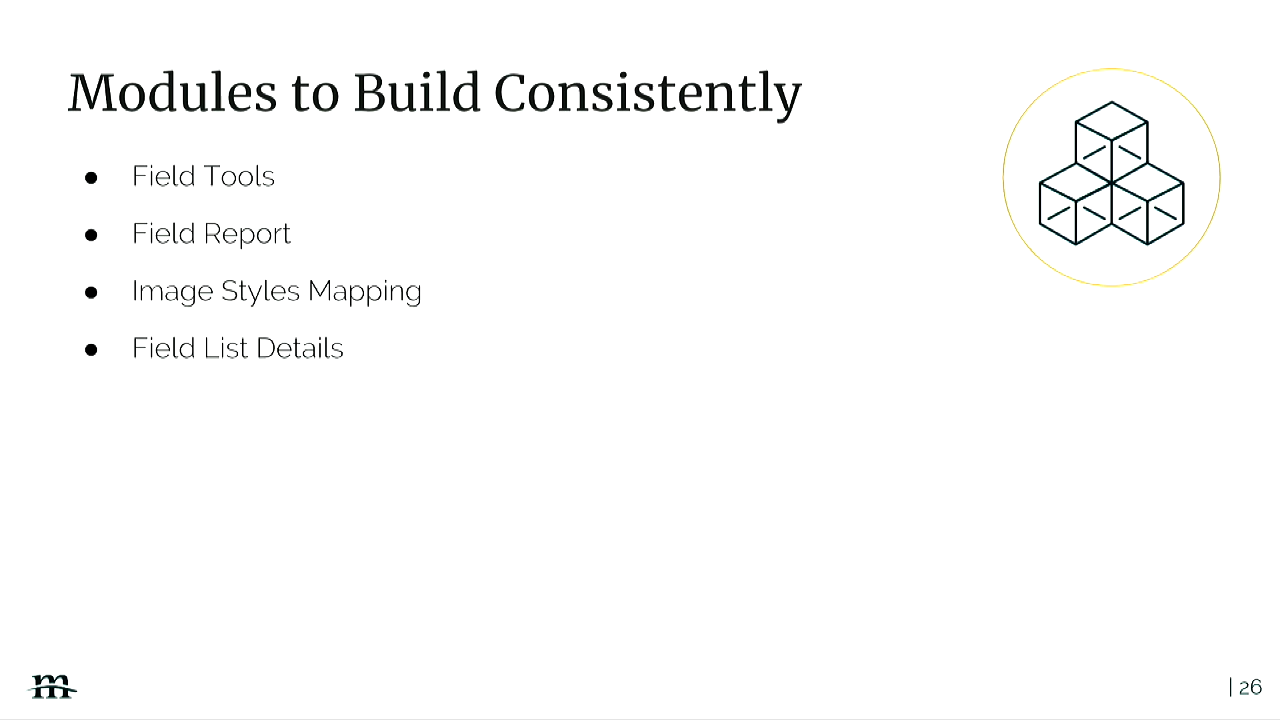 Modules to Build Consistently
● Field Tools
● Field Report
● Image Styles Mapping
● Field List Details
m
| 26